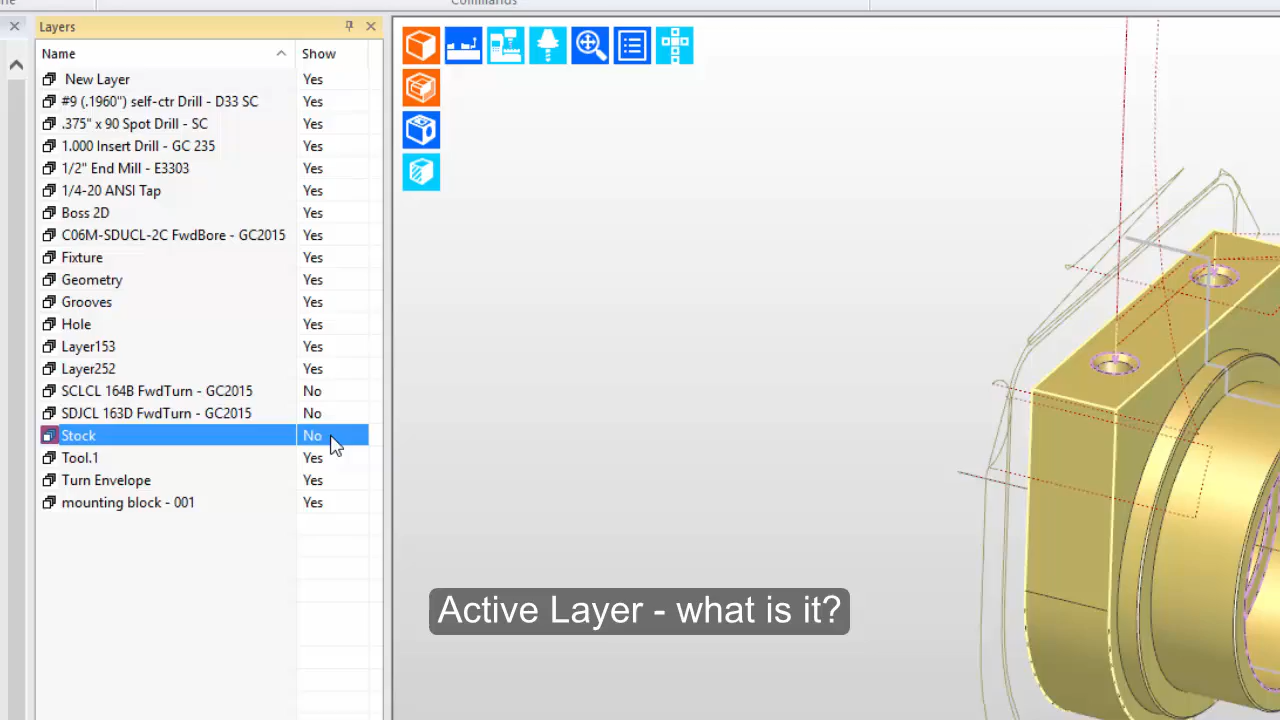 Commands
Layers
Name Show
New Layer Yes
#9 (.1960") self-ctr Drill - D33 SC Yes
.375" x 90 Spot Drill - SC Yes
1.000 Insert Drill - GC 235 Yes
1/2" End Mill - E3303 Yes
1/4-20 ANSI Tap Yes
Boss 2D Yes
C06M-SDUCL-2C FwdBore - GC2015 Yes
Fixture Yes
Geometry Yes
Grooves Yes
Hole Yes
Layer153 Yes
Layer252 Yes
SCLCL 164B FwdTurn - GC2015 No
SDJCL 163D FwdTurn - GC2015 No
Stock No
Tool.1 Yes
Turn Envelope Yes
mounting block - 001 Yes
Active Layer - what is it?